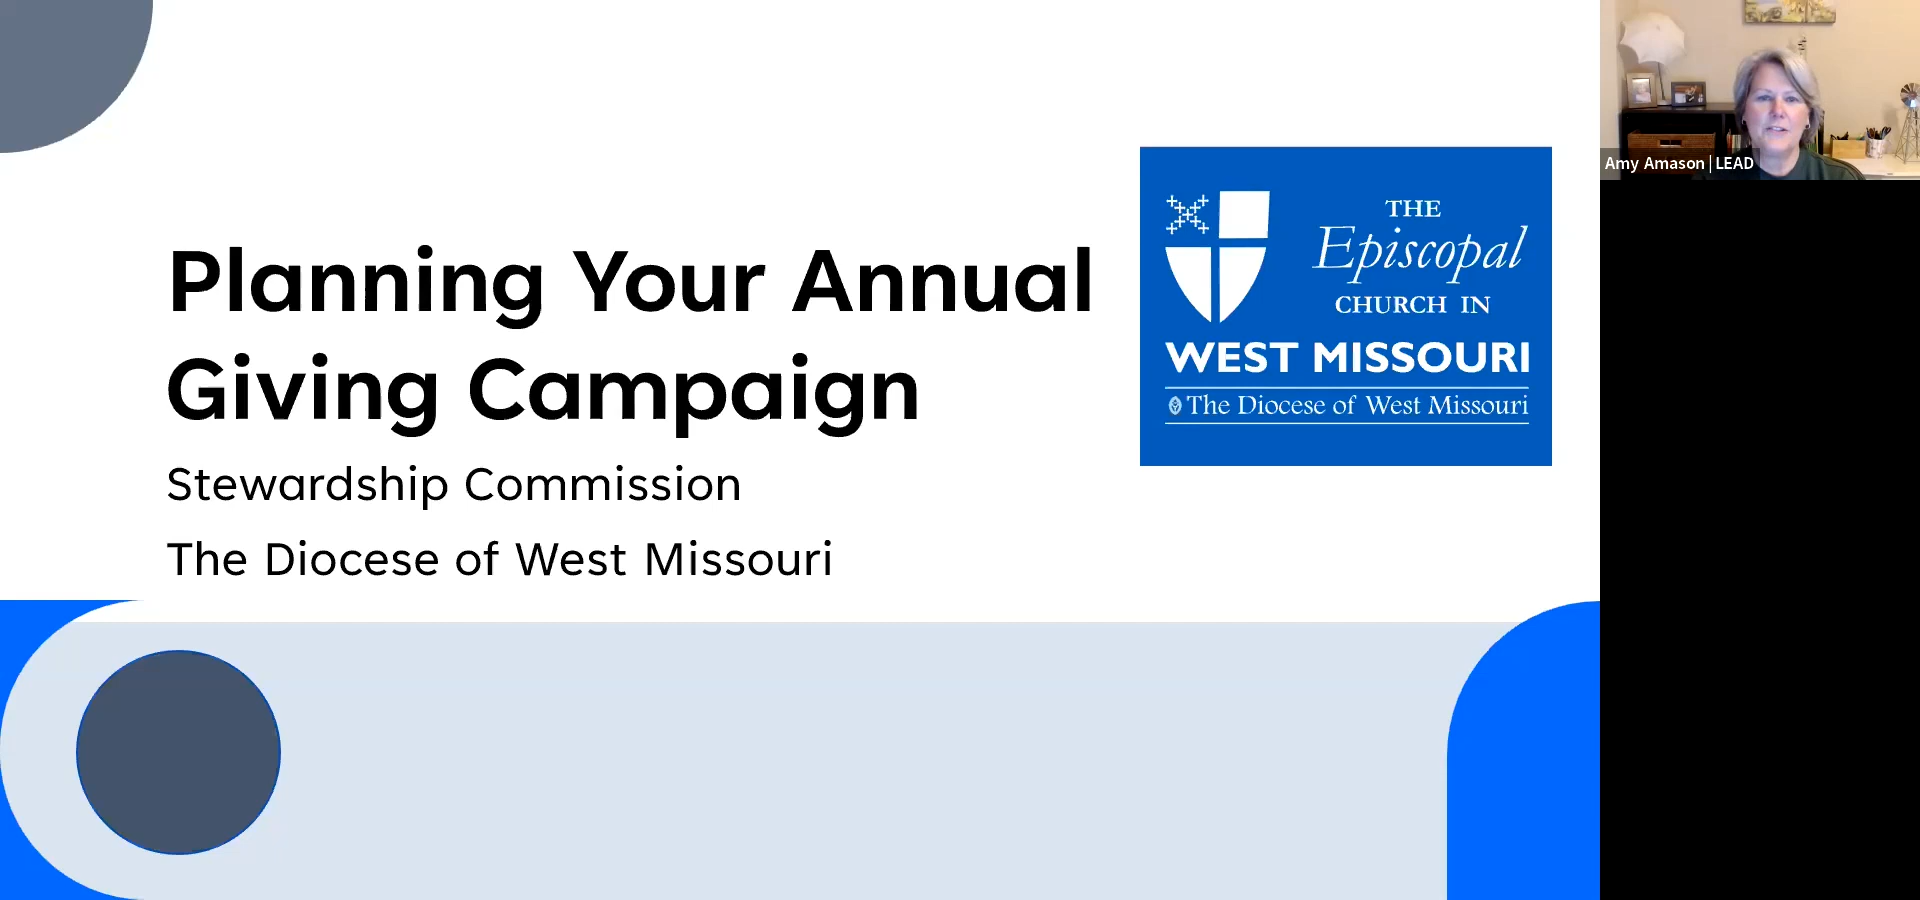 Planning Your Annual
Giving Campaign
Stewardship Commission
The Diocese of West Missouri
THE
Episcopal
CHURCH IN
WEST MISSOURI
The Diocese of West Missouri
Amy Amason | LEAD